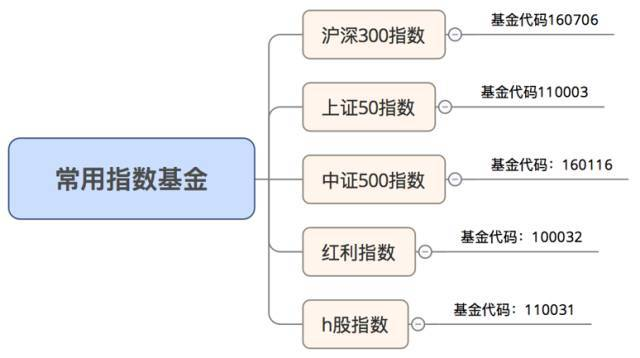 常用指数基金
沪深300指数
基金代码160706
上证50指数
基金代码110003
中证500指数
基金代码：160116
红利指数
基金代码：100032
h股指数
基金代码：110031